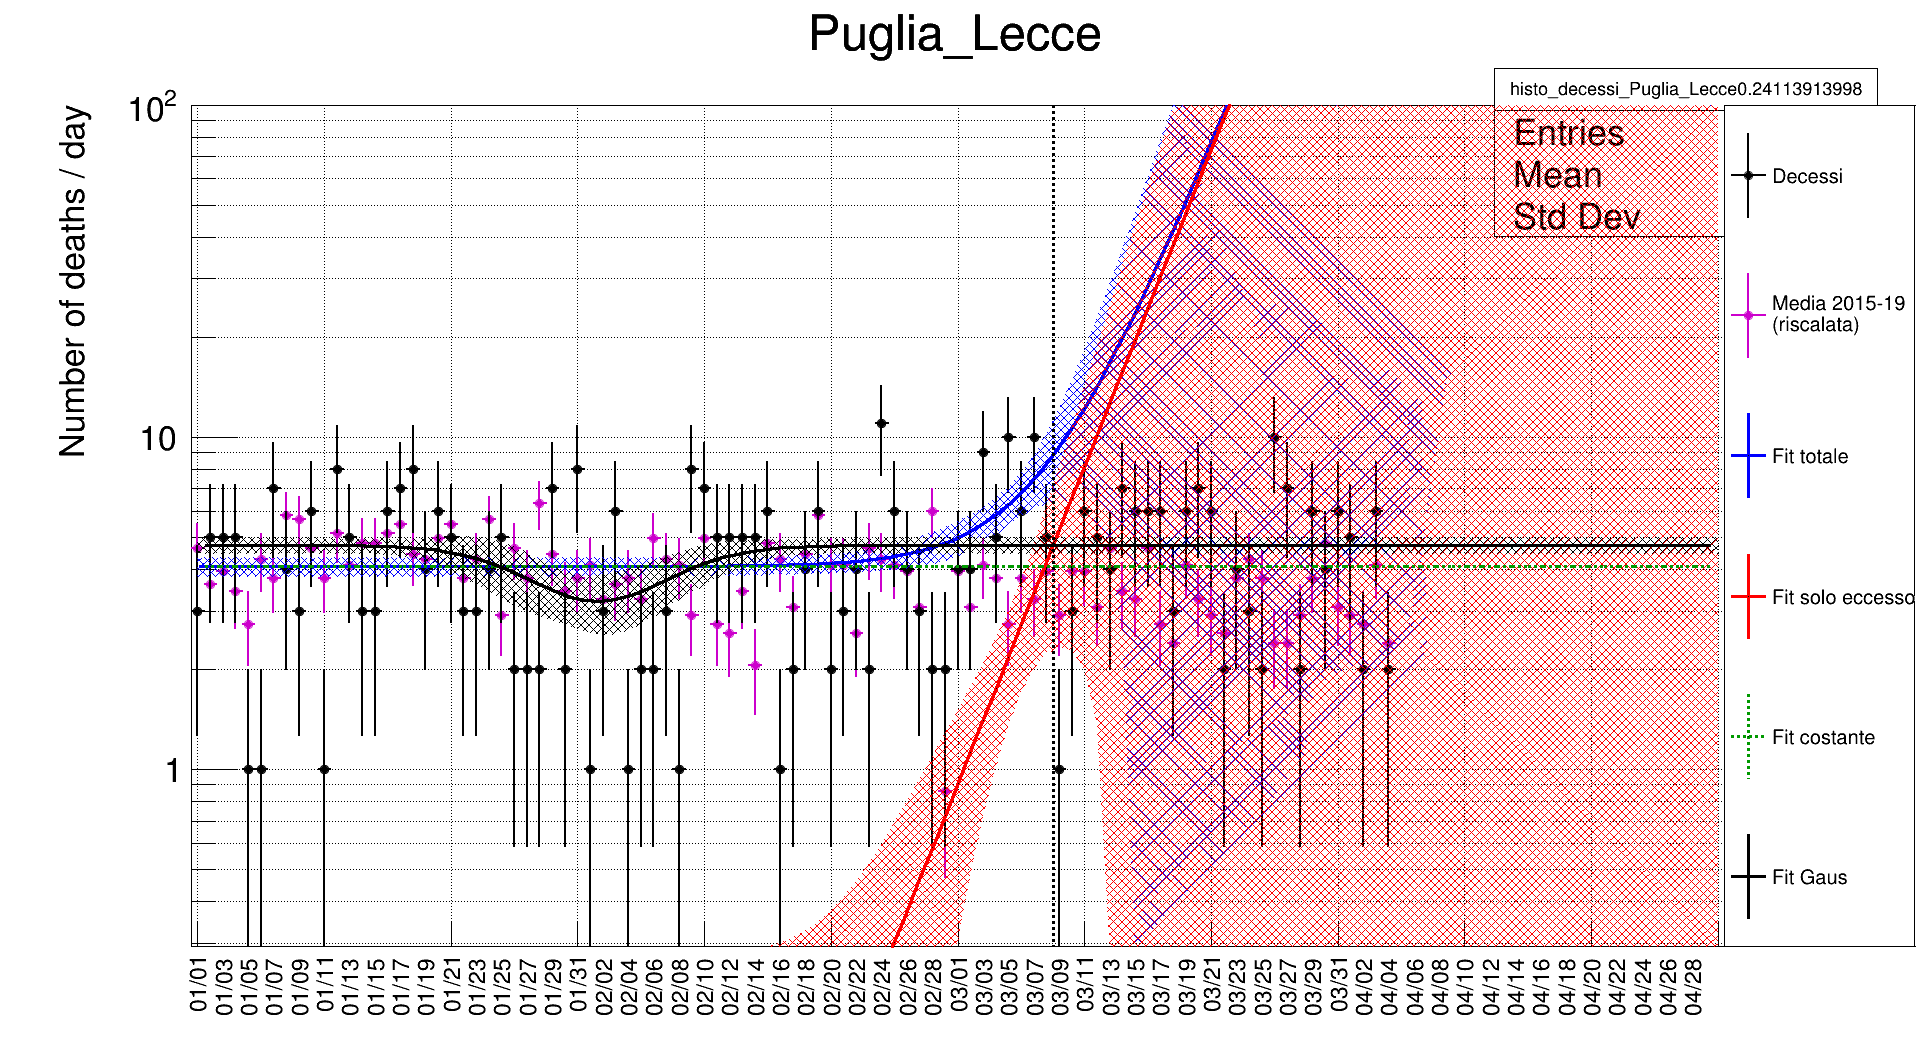 Puglia_Lecce
histo_decessi_Puglia_Lecce0.24113913998
Entries
Mean
Std Dev
Number of deaths / day
10²
10
1
Decessi
Media 2015-19
(riscalata)
Fit totale
Fit solo eccesso
Fit costante
Fit Gaus
01/01 01/03 01/05 01/07 01/09 01/11 01/13 01/15 01/17 01/19 01/21 01/23 01/25 01/27 01/29 01/31 02/02 02/04 02/06 02/08 02/10 02/12 02/14 02/16 02/18 02/20 02/22 02/24 02/26 02/28 03/01 03/03 03/05 03/07 03/09 03/11 03/13 03/15 03/17 03/19 03/21 03/23 03/25 03/27 03/29 03/31 04/02 04/04 04/06 04/08 04/10 04/12 04/14 04/16 04/18 04/20 04/22 04/24 04/26 04/28